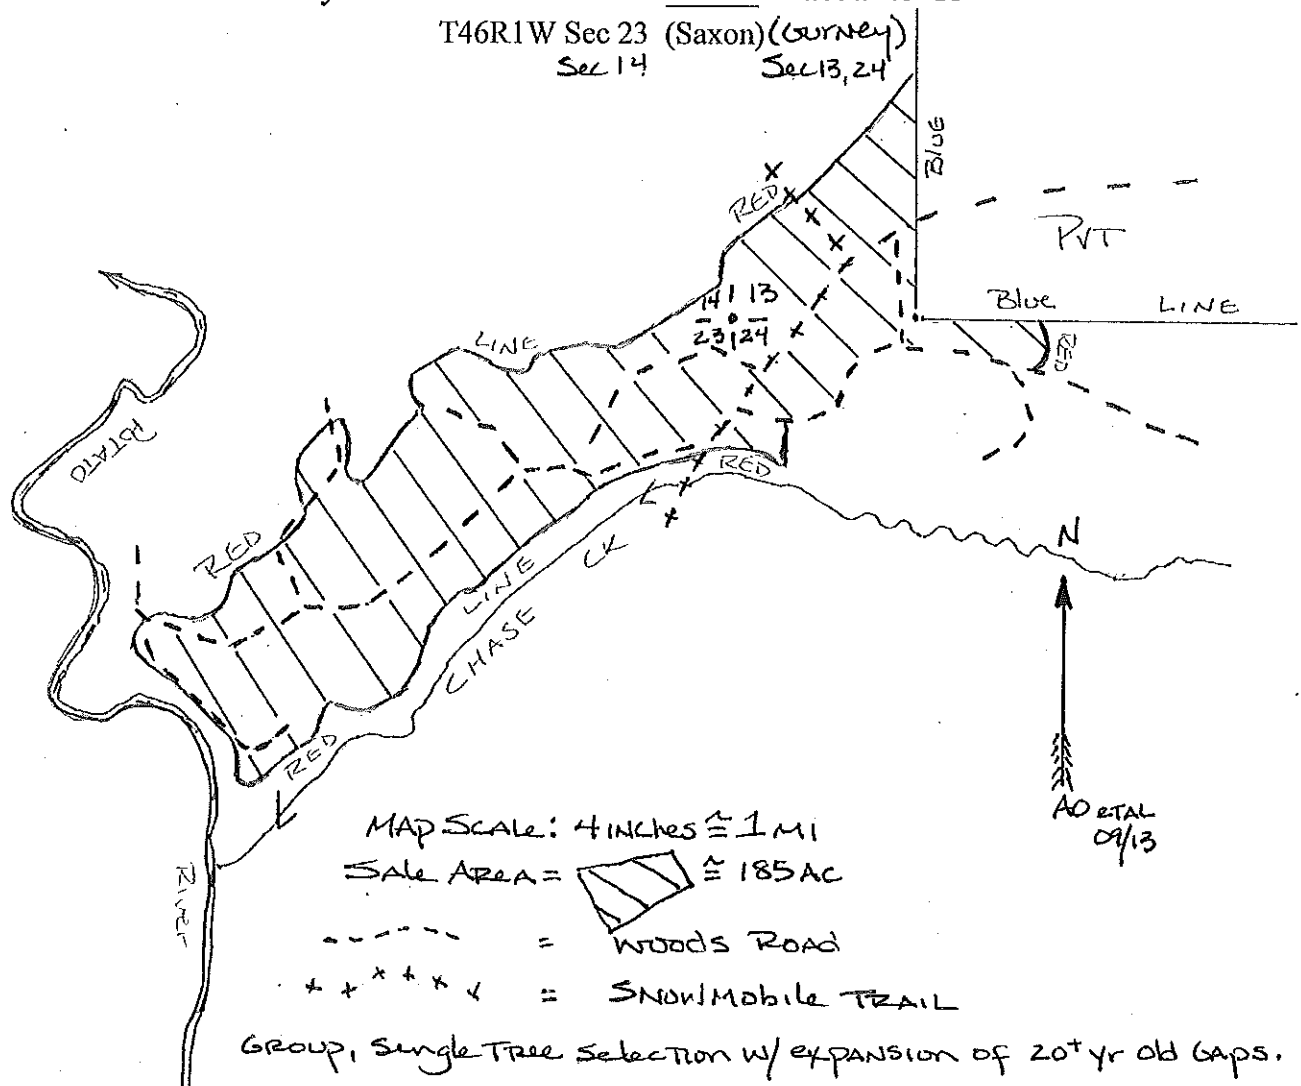 T46R1W Sec 23 (Saxon) (Gurney)
Sec 14 Sec 13, 24
BLUE
RED
PVT
14 13
23 24
Blue LINE
RED
LINE
POTATO
RED
RED
N
LINE
CK
CHASE
RED
RIVER
AO ETAL
09/13
MAP SCALE: 4 INches ≅ 1 MI
SAle AREA = ≅ 185 AC
= WOODS ROAD
= SNOWMobile TRAIL
GROUP, Single TREE Selection W/ EXPANSION OF 20+ yr Old GAPS.